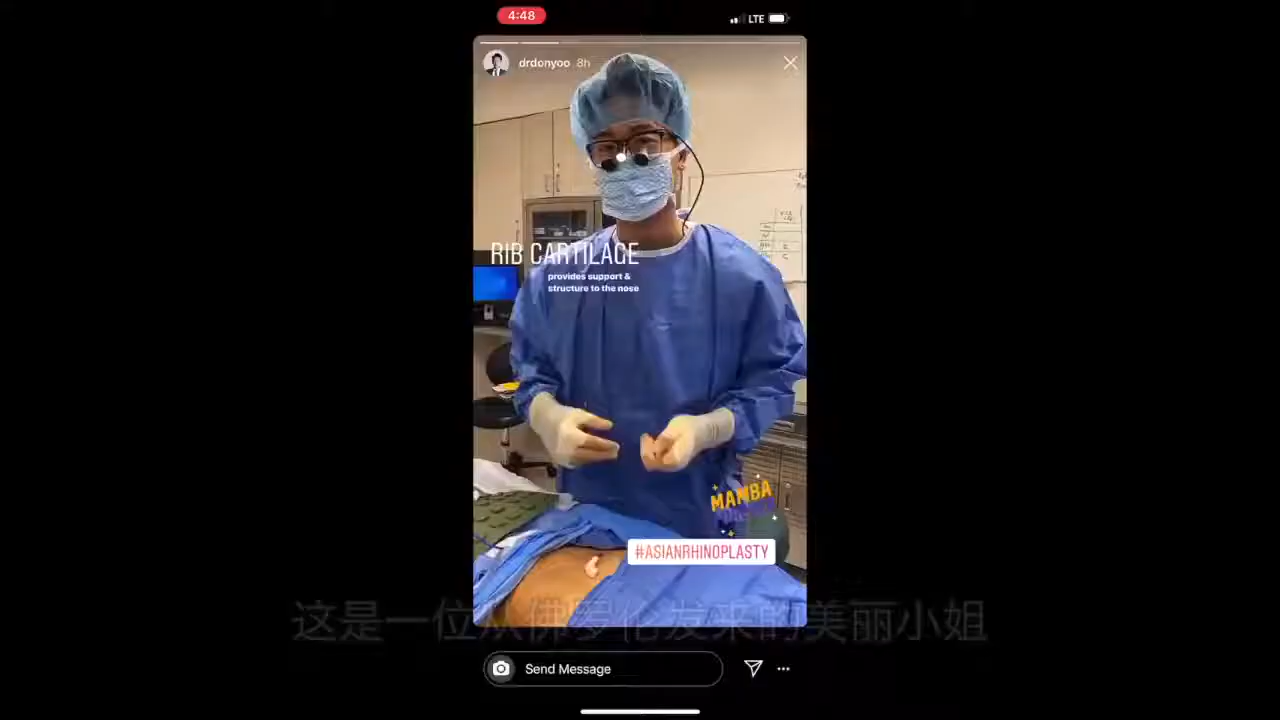 4:48
LTE
drdonyoo 8h
RIB CARTILAGE
provides support &
structure to the nose
MAMBA
#ASIANRHINOPLASTY
这是一位从佛罗伦发来的美丽小姐
Send Message